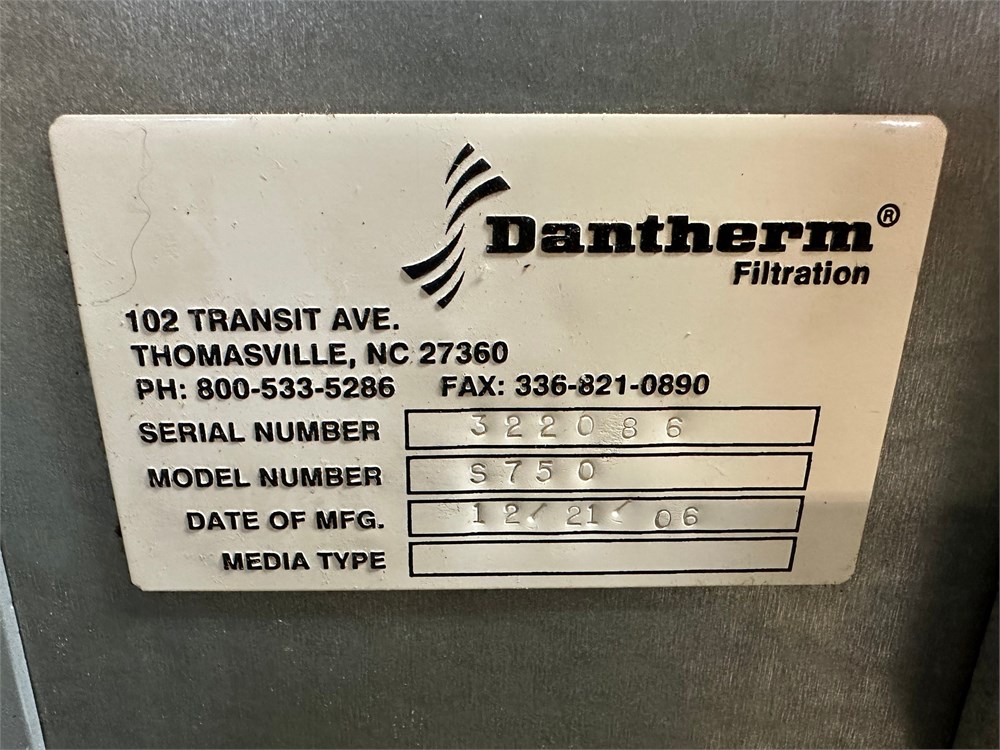 Dantherm®
Filtration
102 TRANSIT AVE.
THOMASVILLE, NC 27360
PH: 800-533-5286 FAX: 336-821-0890
SERIAL NUMBER 322086
MODEL NUMBER S750
DATE OF MFG. 12/21/06
MEDIA TYPE